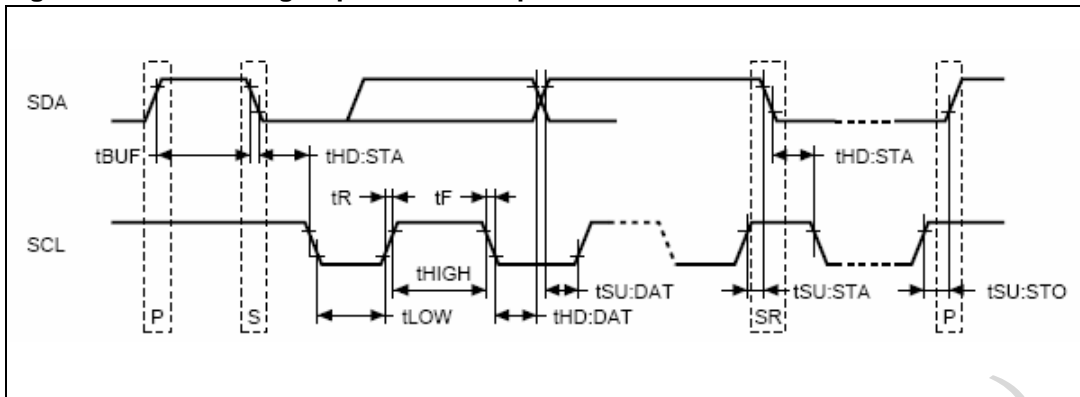 SDA
tBUF
tHD:STA
tHD:STA
tR
tF
SCL
tHIGH
tSU:DAT
tSU:STA
tSU:STO
P
S
tLOW
tHD:DAT
SR
P